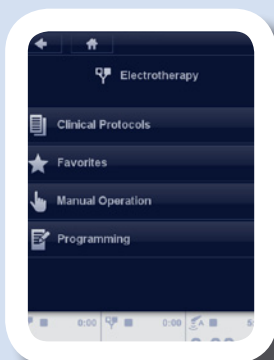 Electrotherapy
Clinical Protocols
Favorites
Manual Operation
Programming
0:00 0:00